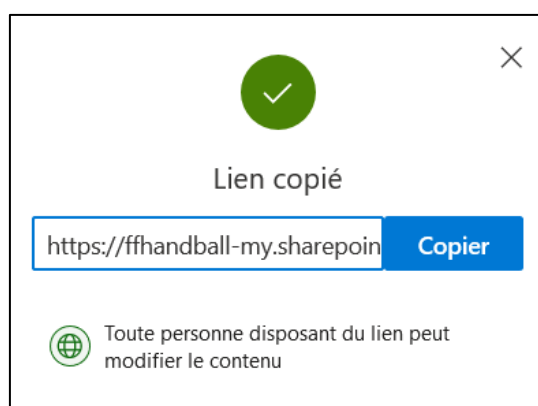 Lien copié
https://ffhandball-my.sharepoin
Copier
Toute personne disposant du lien peut
modifier le contenu